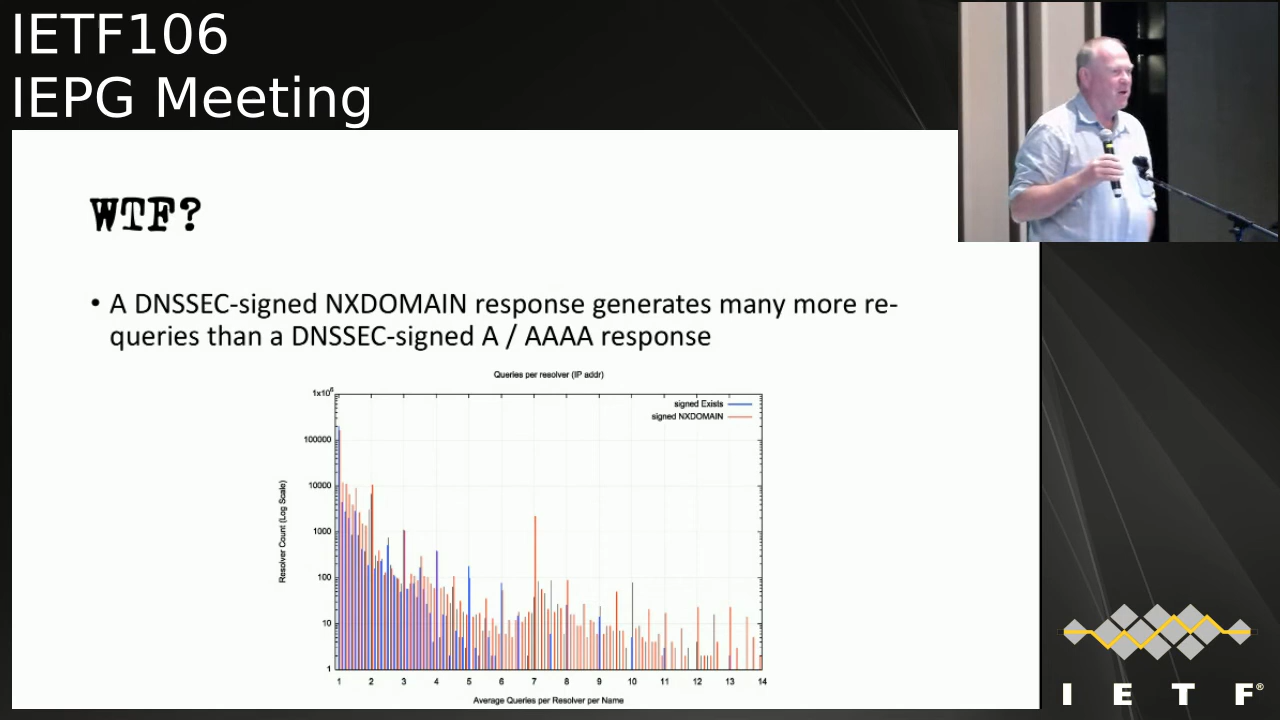 IETF106
IEPG Meeting
WTF?
• A DNSSEC-signed NXDOMAIN response generates many more re-
queries than a DNSSEC-signed A / AAAA response
Queries per resolver (IP addr)
signed Exists
signed NXDOMAIN
1x10^6
100000
10000
1000
100
10
1
Resolver Count (Log Scale)
1 2 3 4 5 6 7 8 9 10 11 12 13 14
Average Queries per Resolver per Name
I E T F®